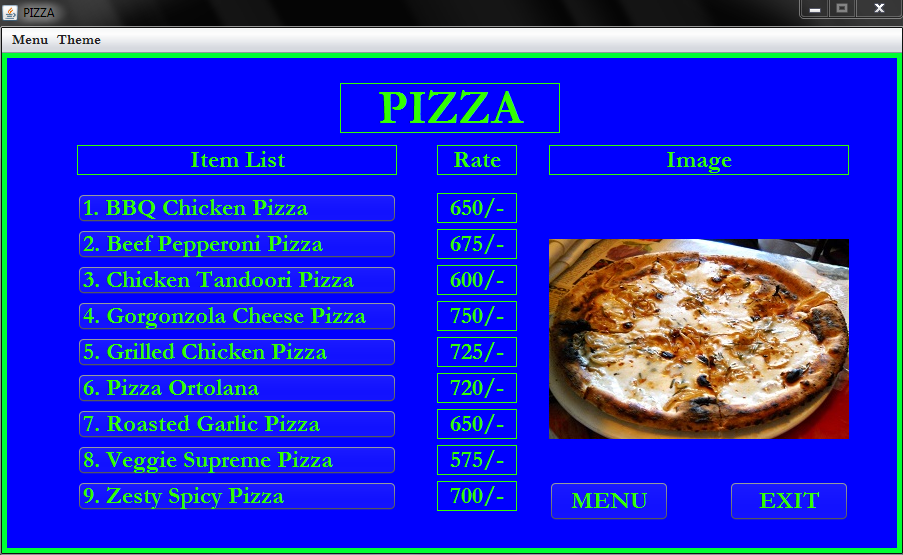 PIZZA
Menu Theme
PIZZA
Item List Rate Image
1. BBQ Chicken Pizza 650/-
2. Beef Pepperoni Pizza 675/-
3. Chicken Tandoori Pizza 600/-
4. Gorgonzola Cheese Pizza 750/-
5. Grilled Chicken Pizza 725/-
6. Pizza Ortolana 720/-
7. Roasted Garlic Pizza 650/-
8. Veggie Supreme Pizza 575/-
9. Zesty Spicy Pizza 700/-
MENU EXIT